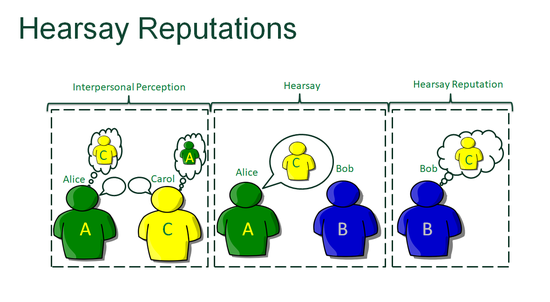 Hearsay Reputations
Interpersonal Perception
Hearsay
Hearsay Reputation
C
A
Alice
Carol
A
C
Alice
C
Bob
A
B
Bob
C
B